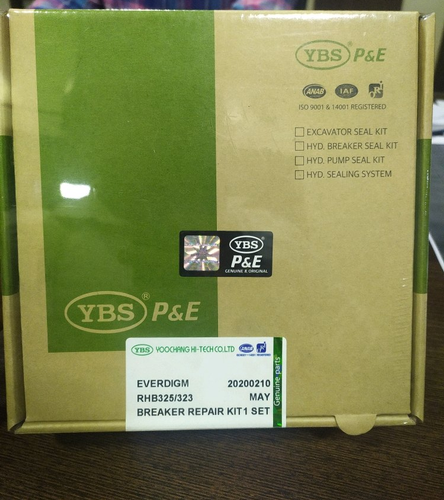 YBS® P&E
ANAB IAF
ISO 9001 & 14001 REGISTERED
EXCAVATOR SEAL KIT
HYD. BREAKER SEAL KIT
HYD. PUMP SEAL KIT
HYD. SEALING SYSTEM
YBS
P&E
GENUINE & ORIGINAL
YBS® P&E
YBS YOOCHANG HI-TECH CO.LTD
EVERDIGM 20200210
RHB325/323 MAY
BREAKER REPAIR KIT1 SET
Genuine parts